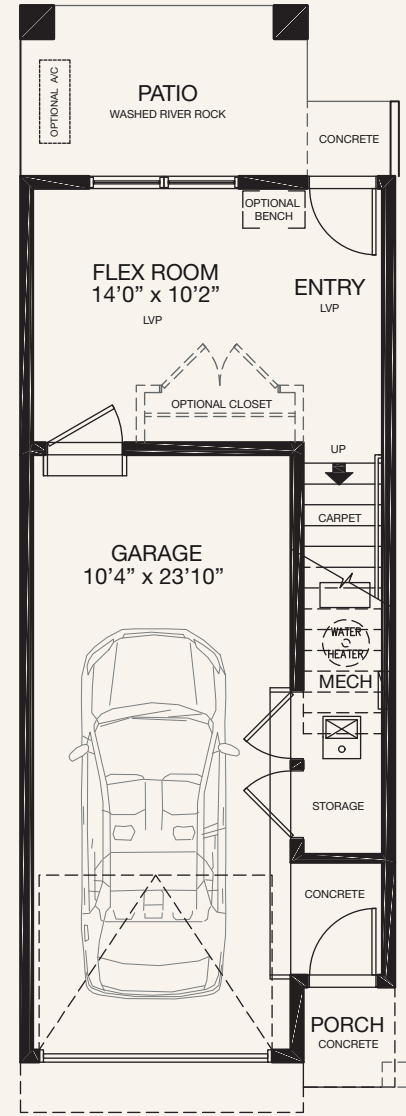 OPTIONAL A/C
PATIO
WASHED RIVER ROCK
CONCRETE
OPTIONAL
BENCH
FLEX ROOM
14’0” x 10’2”
LVP
ENTRY
LVP
OPTIONAL CLOSET
UP
CARPET
GARAGE
10’4” x 23’10”
WATER
HEATER
MECH
STORAGE
CONCRETE
PORCH
CONCRETE